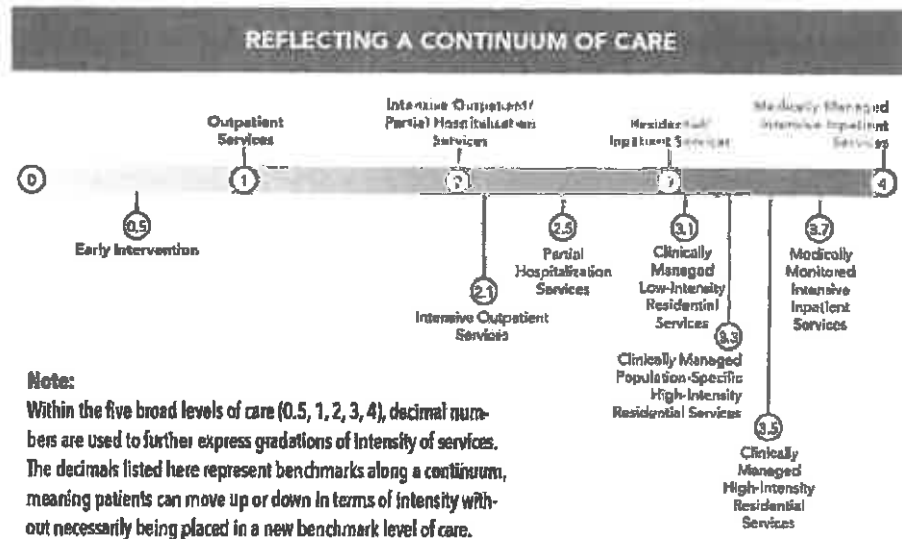 REFLECTING A CONTINUUM OF CARE
Outpatient
Services
Intensive Outpatient/
Partial Hospitalization
Services
Residential/
Inpatient Services
Medically Managed
Intensive Inpatient
Services
0
1
2
3
4
0.5
Early Intervention
2.1
Intensive Outpatient
Services
2.5
Partial
Hospitalization
Services
3.1
Clinically
Managed
Low-Intensity
Residential
Services
3.3
Clinically Managed
Population-Specific
High-Intensity
Residential Services
3.5
Clinically
Managed
High-Intensity
Residential
Services
3.7
Medically
Monitored
Intensive
Inpatient
Services
Note:
Within the five broad levels of care (0.5, 1, 2, 3, 4), decimal num-
bers are used to further express gradations of intensity of services.
The decimals listed here represent benchmarks along a continuum,
meaning patients can move up or down in terms of intensity with-
out necessarily being placed in a new benchmark level of care.